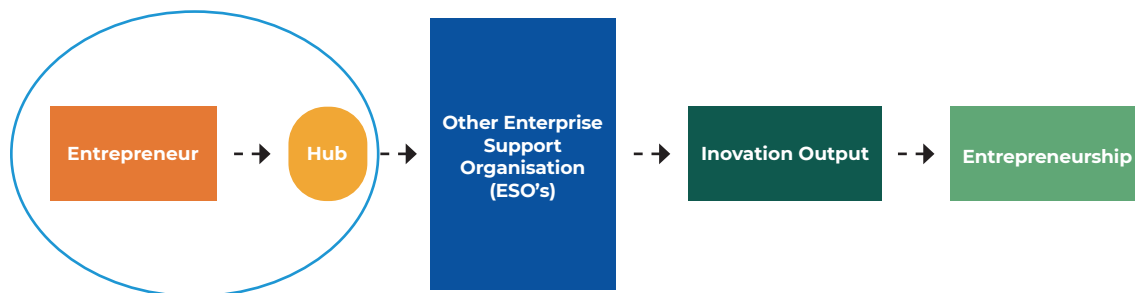 Entrepreneur
Hub
Other Enterprise
Support
Organisation
(ESO's)
Inovation Output
Entrepreneurship